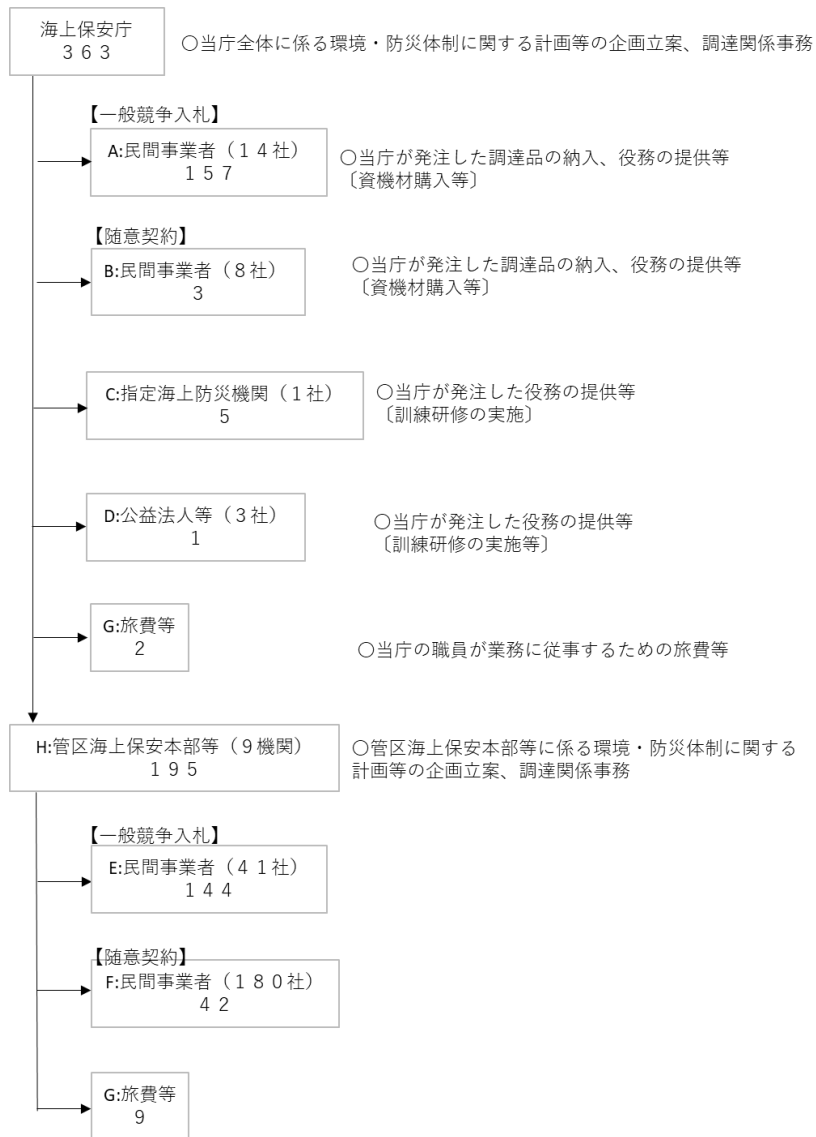 海上保安庁
３６３
〇当庁全体に係る環境・防災体制に関する計画等の企画立案、調達関係事務
【一般競争入札】
A:民間事業者（１４社）
１５７
〇当庁が発注した調達品の納入、役務の提供等
〔資機材購入等〕
【随意契約】
B:民間事業者（８社）
３
〇当庁が発注した調達品の納入、役務の提供等
〔資機材購入等〕
C:指定海上防災機関（１社）
５
〇当庁が発注した役務の提供等
〔訓練研修の実施〕
D:公益法人等（３社）
１
〇当庁が発注した役務の提供等
〔訓練研修の実施等〕
G:旅費等
２
〇当庁の職員が業務に従事するための旅費等
H:管区海上保安本部等（９機関）
１９５
〇管区海上保安本部等に係る環境・防災体制に関する
計画等の企画立案、調達関係事務
【一般競争入札】
E:民間事業者（４１社）
１４４
【随意契約】
F:民間事業者（１８０社）
４２
G:旅費等
９